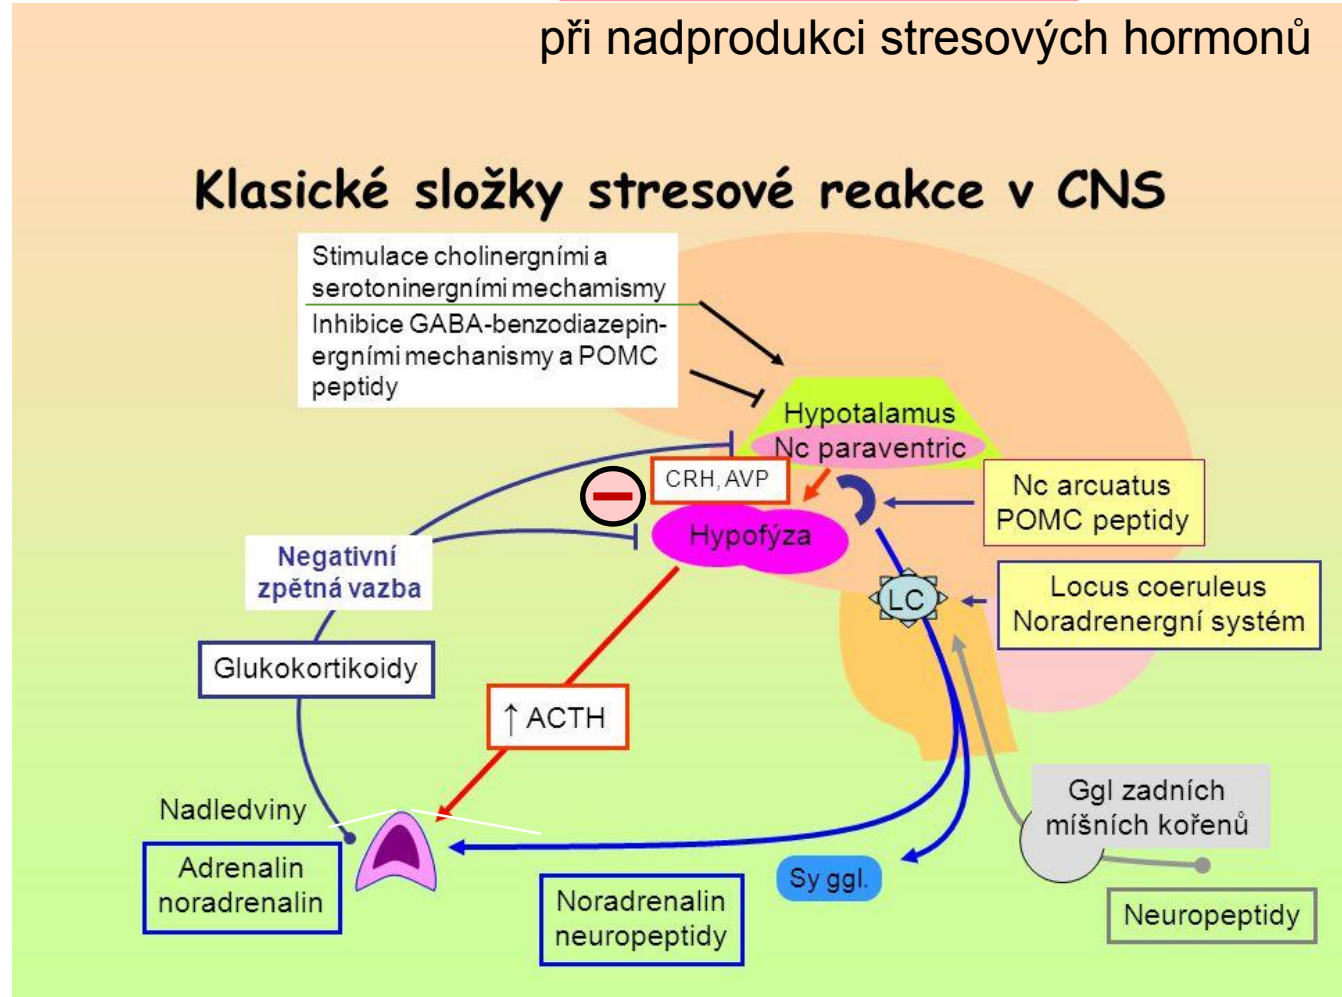 při nadprodukci stresových hormonů
Klasické složky stresové reakce v CNS
Stimulace cholinergními a
serotoninergními mechamismy
Inhibice GABA-benzodiazepin-
ergními mechanismy a POMC
peptidy
Hypotalamus
Nc paraventric
CRH, AVP
Hypofýza
Nc arcuatus
POMC peptidy
Negativní
zpětná vazba
LC
Locus coeruleus
Noradrenergní systém
Glukokortikoidy
↑ ACTH
Nadledviny
Ggl zadních
míšních kořenů
Adrenalin
noradrenalin
Sy ggl.
Noradrenalin
neuropeptidy
Neuropeptidy